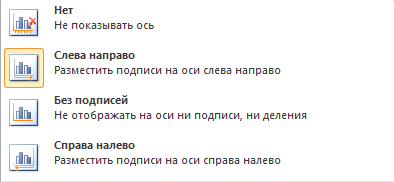 Нет
Не показывать ось
Слева направо
Разместить подписи на оси слева направо
Без подписей
Не отображать на оси ни подписи, ни деления
Справа налево
Разместить подписи на оси справа налево